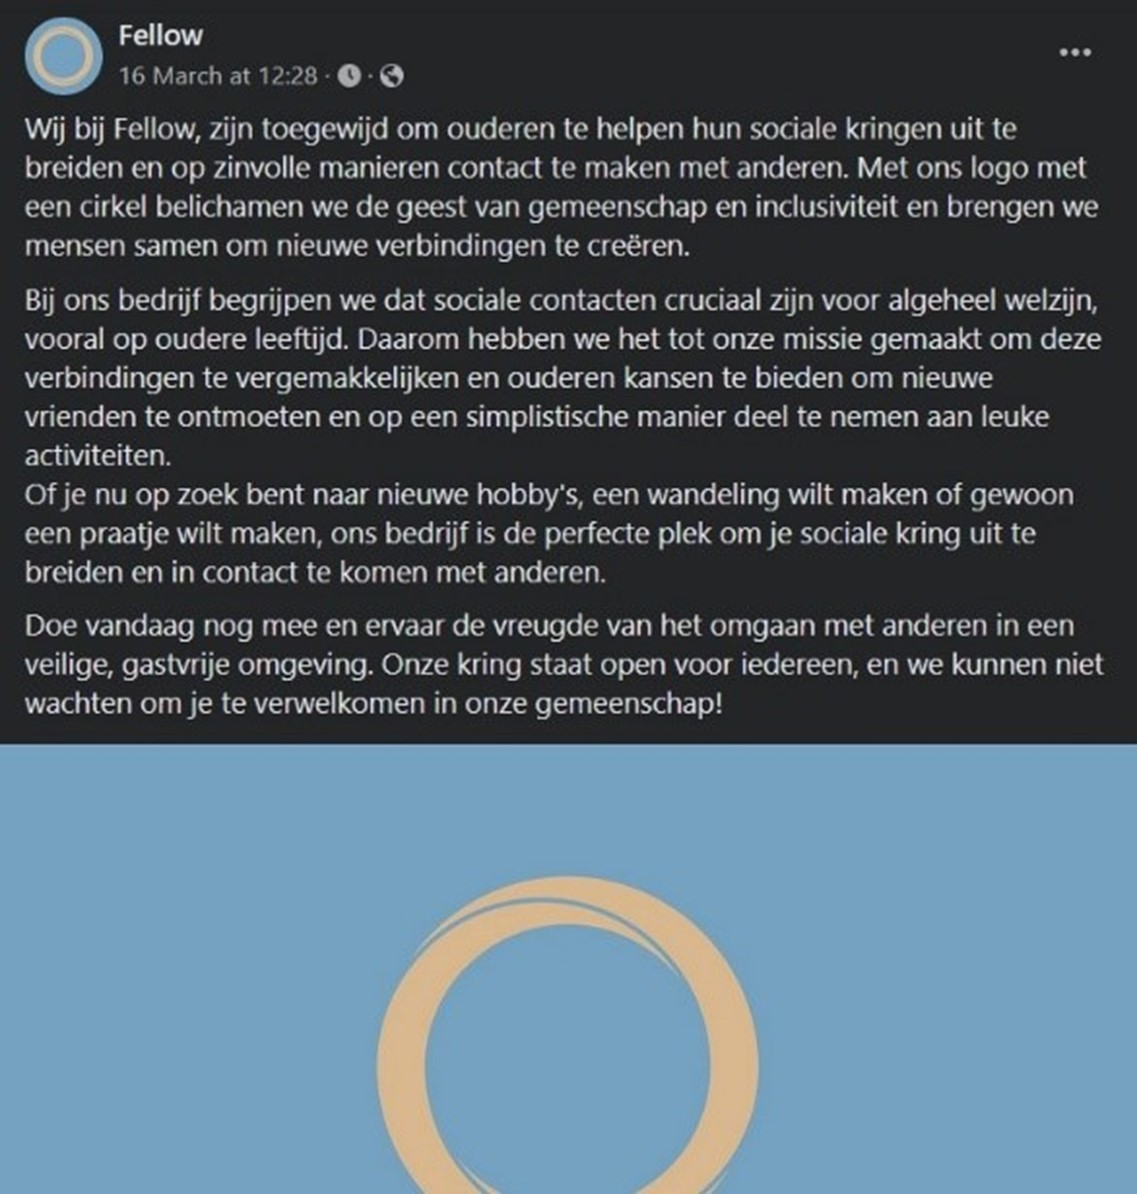 Fellow
16 March at 12:28 ·  ·
Wij bij Fellow, zijn toegewijd om ouderen te helpen hun sociale kringen uit te
breiden en op zinvolle manieren contact te maken met anderen. Met ons logo met
een cirkel belichamen we de geest van gemeenschap en inclusiviteit en brengen we
mensen samen om nieuwe verbindingen te creëren.
Bij ons bedrijf begrijpen we dat sociale contacten cruciaal zijn voor algeheel welzijn,
vooral op oudere leeftijd. Daarom hebben we het tot onze missie gemaakt om deze
verbindingen te vergemakkelijken en ouderen kansen te bieden om nieuwe
vrienden te ontmoeten en op een simplistische manier deel te nemen aan leuke
activiteiten.
Of je nu op zoek bent naar nieuwe hobby's, een wandeling wilt maken of gewoon
een praatje wilt maken, ons bedrijf is de perfecte plek om je sociale kring uit te
breiden en in contact te komen met anderen.
Doe vandaag nog mee en ervaar de vreugde van het omgaan met anderen in een
veilige, gastvrije omgeving. Onze kring staat open voor iedereen, en we kunnen niet
wachten om je te verwelkomen in onze gemeenschap!